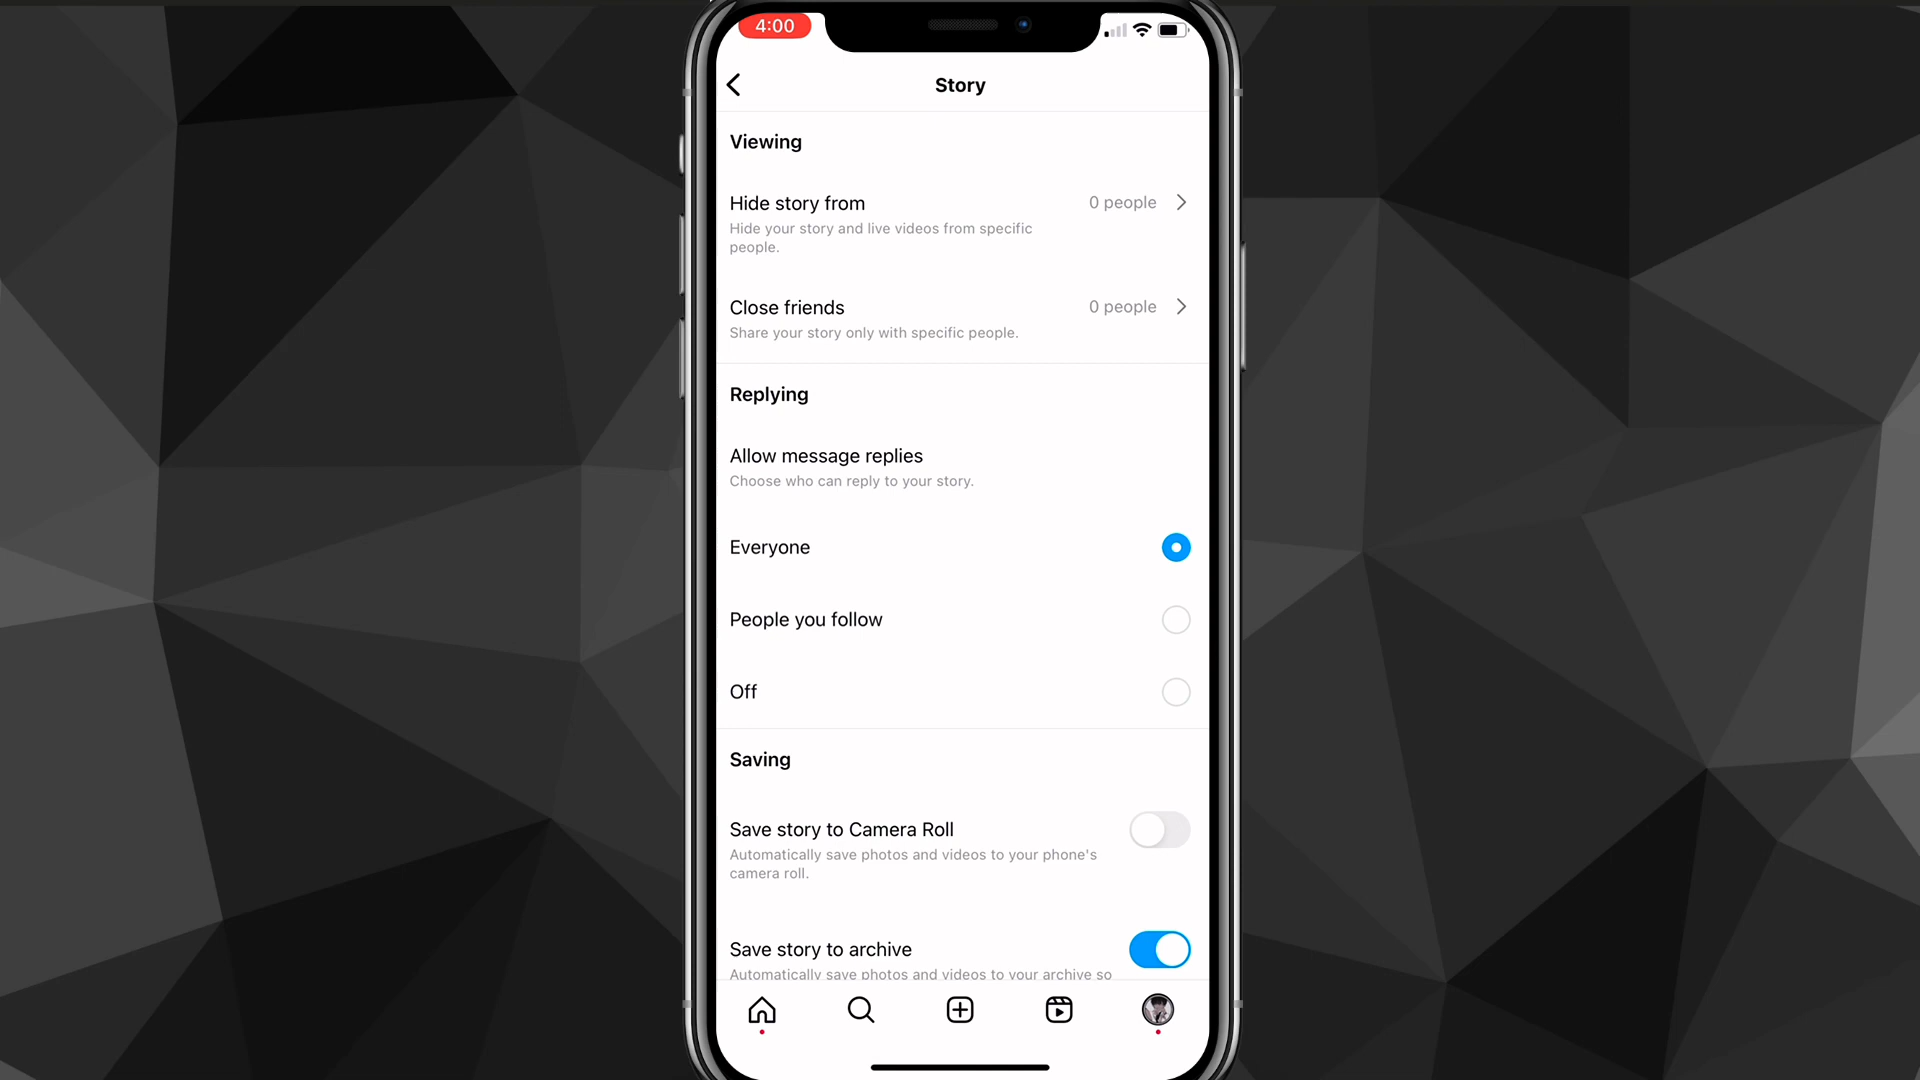 4:00
Story
Viewing
Hide story from 0 people
Hide your story and live videos from specific
people.
Close friends 0 people
Share your story only with specific people.
Replying
Allow message replies
Choose who can reply to your story.
Everyone
People you follow
Off
Saving
Save story to Camera Roll
Automatically save photos and videos to your phone's
camera roll.
Save story to archive
Automatically save photos and videos to your archive so